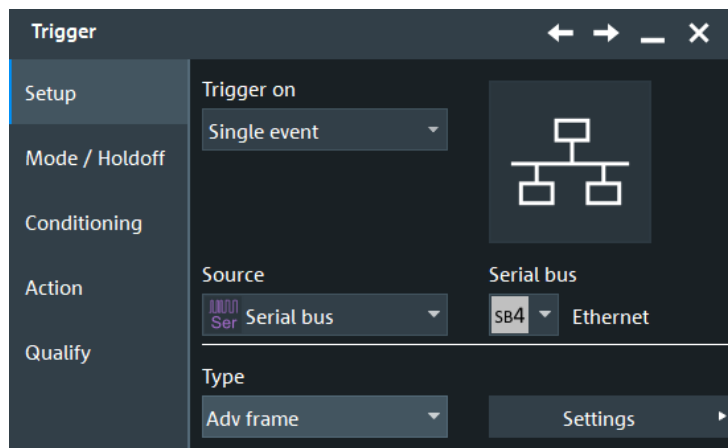 Trigger
Setup
Mode / Holdoff
Conditioning
Action
Qualify
Trigger on
Single event
Source
Serial bus
Ser Serial bus
SB4 Ethernet
Type
Adv frame
Settings